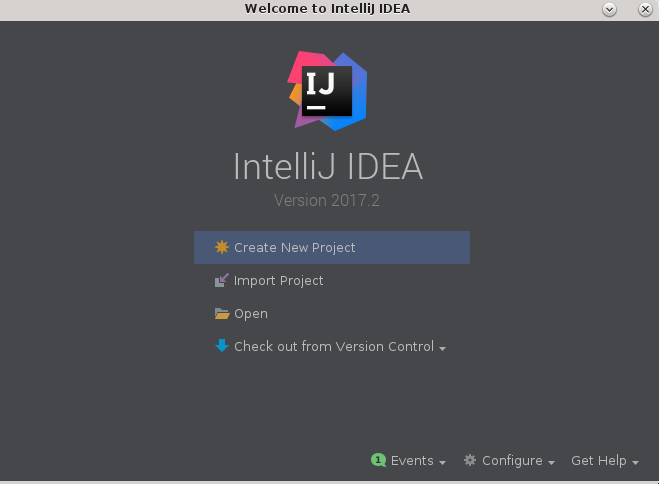 Welcome to IntelliJ IDEA
IJ
IntelliJ IDEA
Version 2017.2
Create New Project
Import Project
Open
Check out from Version Control
1 Events Configure Get Help